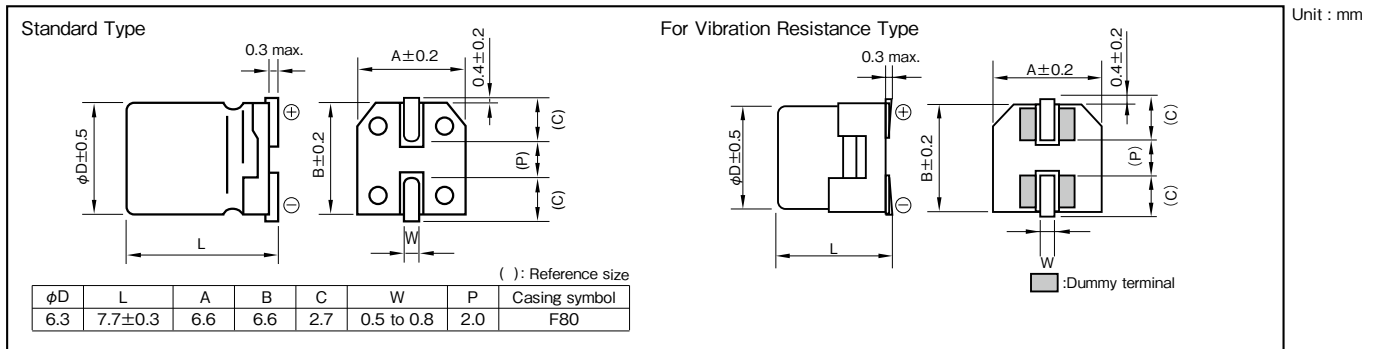 Unit : mm
Standard Type
0.3 max.
A±0.2
0.4±0.2
⊕
(C)
φD±0.5
B±0.2
(P)
⊖
(C)
L
W
For Vibration Resistance Type
0.3 max.
A±0.2
0.4±0.2
⊕
(C)
φD±0.5
B±0.2
(P)
⊖
(C)
L
W
:Dummy terminal
( ): Reference size
φD L A B C W P Casing symbol
6.3 7.7±0.3 6.6 6.6 2.7 0.5 to 0.8 2.0 F80